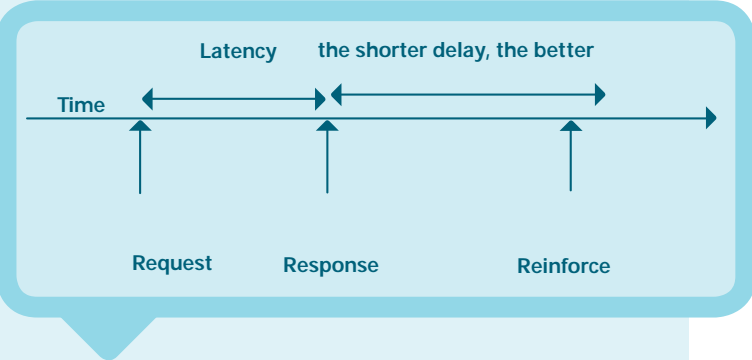 Latency the shorter delay, the better
Time
Request Response Reinforce